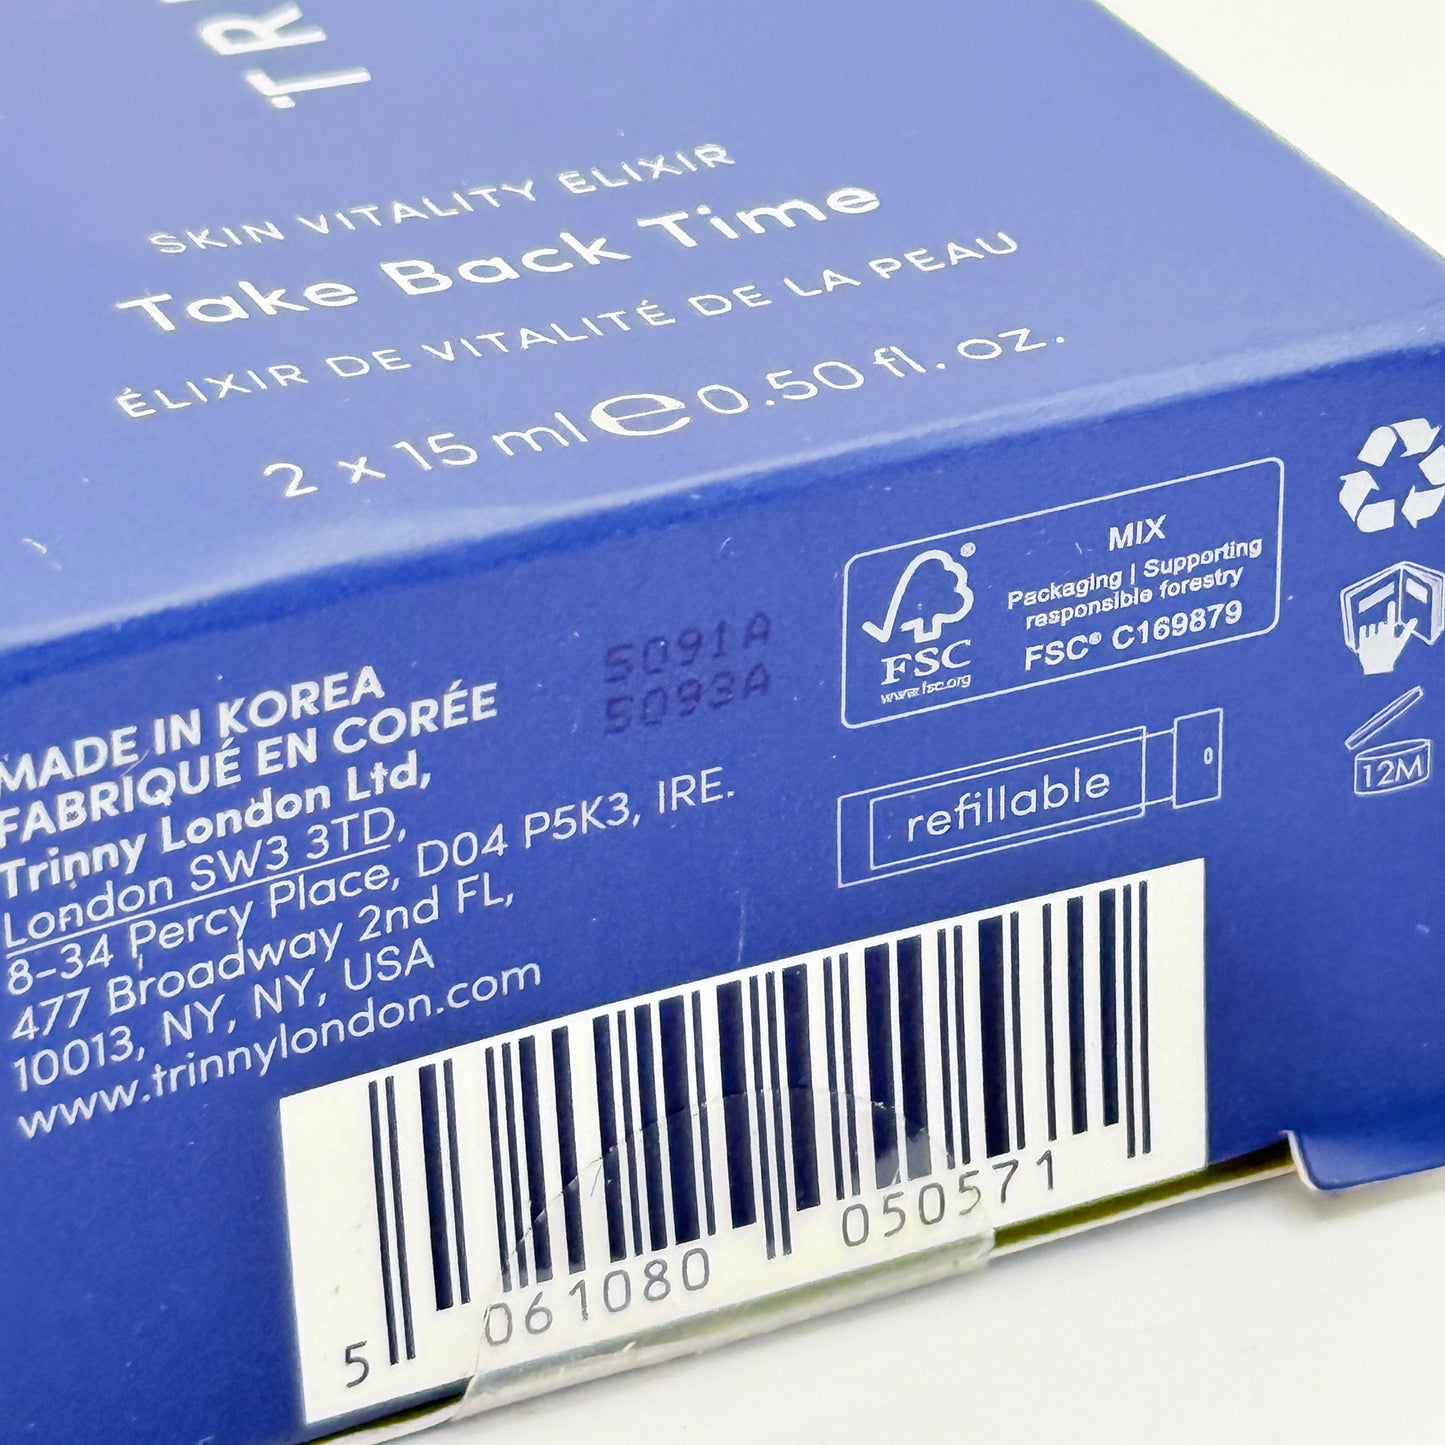 TR
SKIN VITALITY ELIXIR
Take Back Time
ÉLIXIR DE VITALITÉ DE LA PEAU
2 x 15 ml e 0.50 fl. oz.
MADE IN KOREA
FABRIQUÉ EN CORÉE
Trinny London Ltd,
London SW3 3TD,
8-34 Percy Place, D04 P5K3, IRE.
477 Broadway 2nd FL,
10013, NY, NY, USA
www.trinnylondon.com
5091A
5093A
FSC
www.fsc.org
MIX
Packaging | Supporting
responsible forestry
FSC® C169879
refillable
12M
5 061080 050571